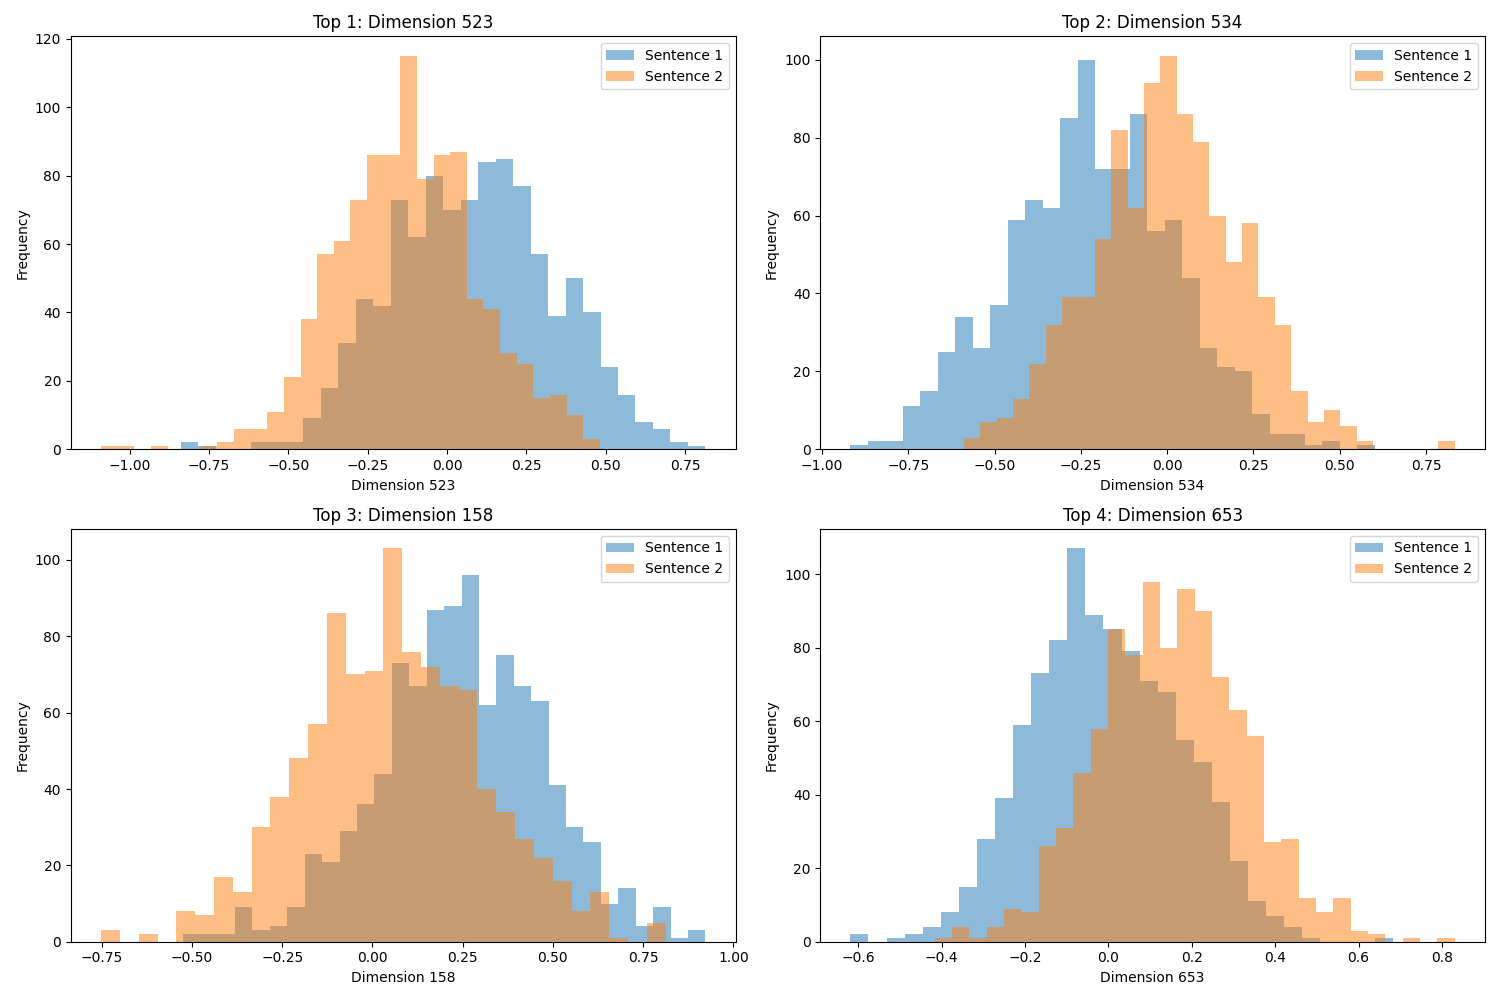 Top 1: Dimension 523
120
100
80
60
40
20
0
Frequency
Sentence 1
Sentence 2
−1.00 −0.75 −0.50 −0.25 0.00 0.25 0.50 0.75
Dimension 523
Top 2: Dimension 534
100
80
60
40
20
0
Frequency
Sentence 1
Sentence 2
−1.00 −0.75 −0.50 −0.25 0.00 0.25 0.50 0.75
Dimension 534
Top 3: Dimension 158
100
80
60
40
20
0
Frequency
Sentence 1
Sentence 2
−0.75 −0.50 −0.25 0.00 0.25 0.50 0.75 1.00
Dimension 158
Top 4: Dimension 653
100
80
60
40
20
0
Frequency
Sentence 1
Sentence 2
−0.6 −0.4 −0.2 0.0 0.2 0.4 0.6 0.8
Dimension 653